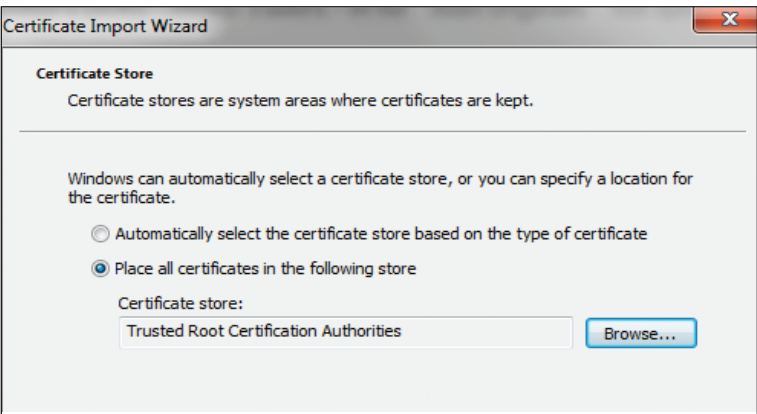 Certificate Import Wizard
Certificate Store
Certificate stores are system areas where certificates are kept.
Windows can automatically select a certificate store, or you can specify a location for
the certificate.
Automatically select the certificate store based on the type of certificate
Place all certificates in the following store
Certificate store:
Trusted Root Certification Authorities
Browse...